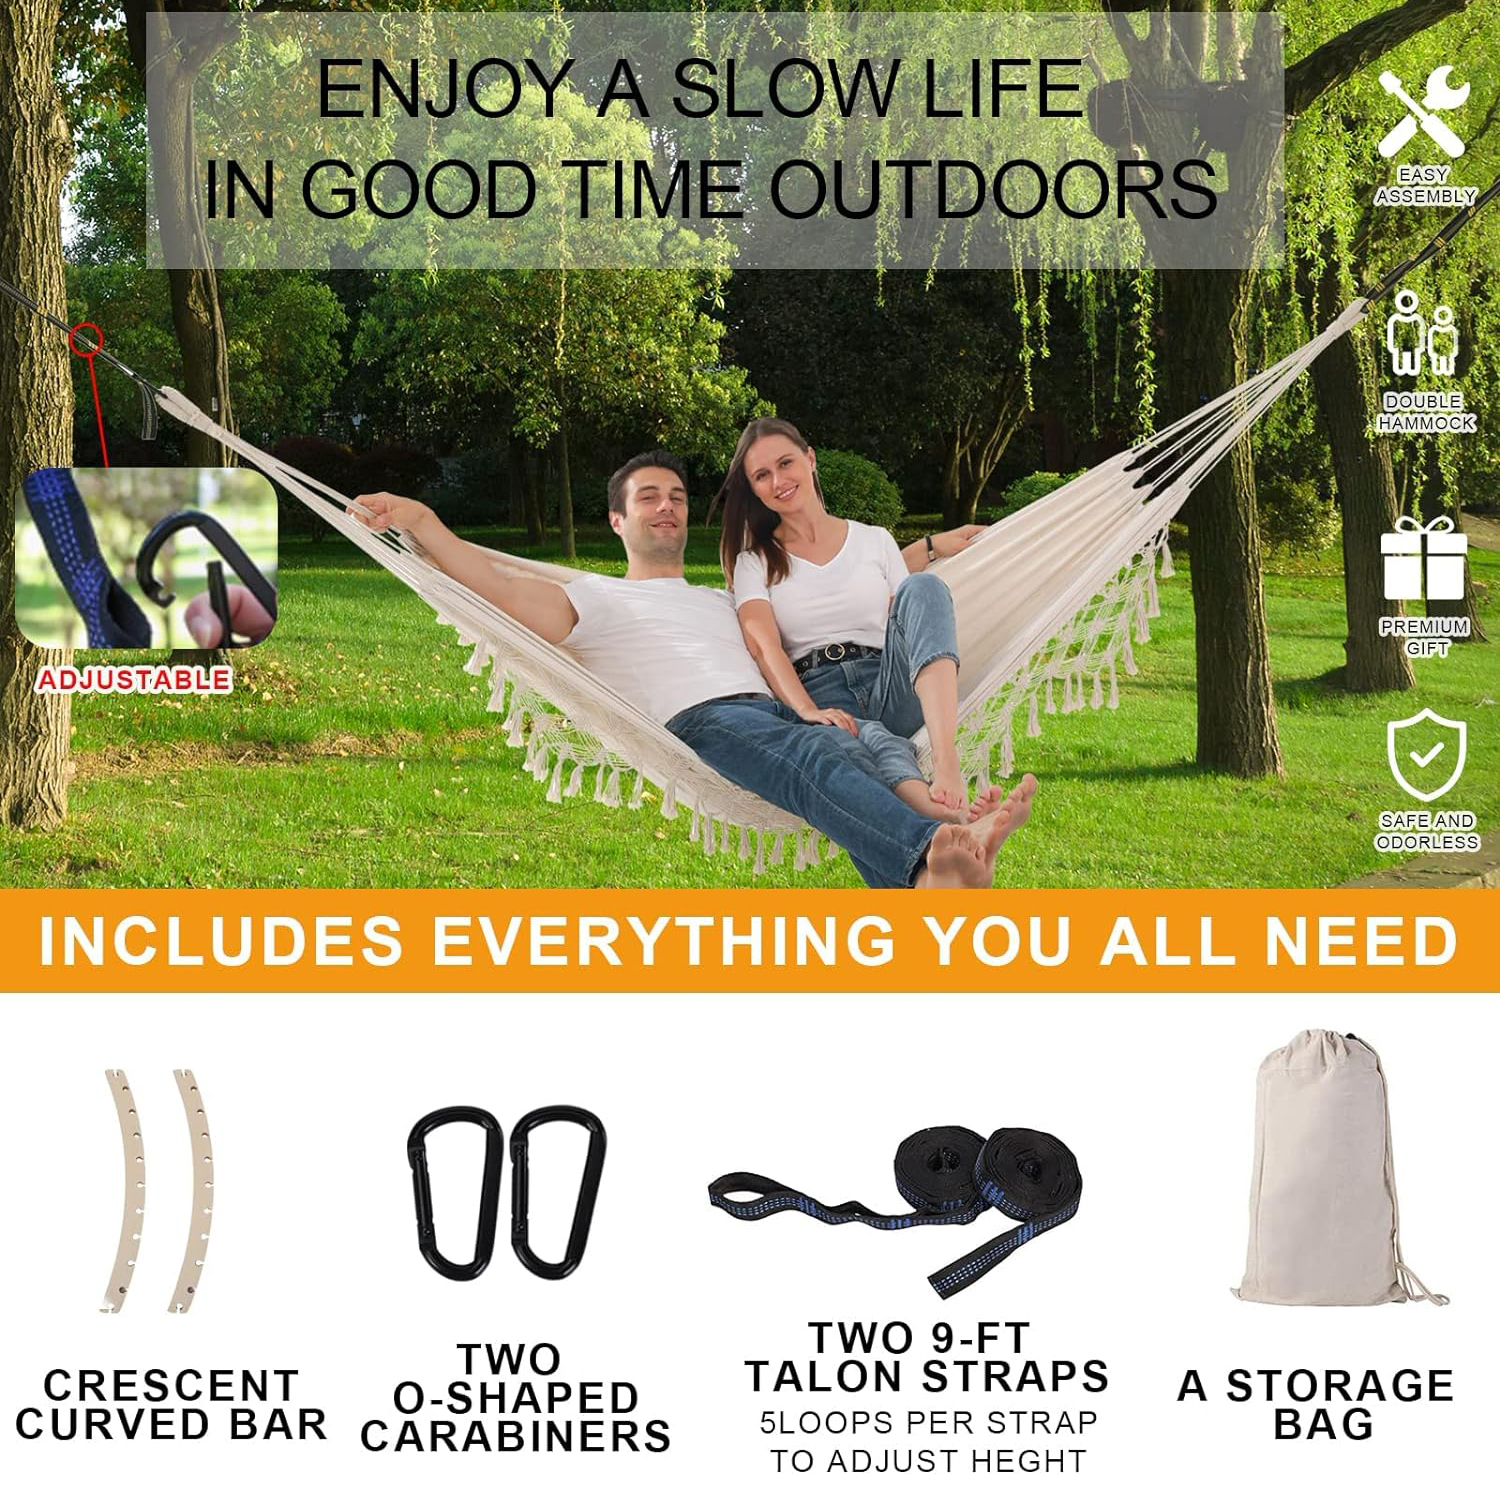 ENJOY A SLOW LIFE
IN GOOD TIME OUTDOORS
EASY
ASSEMBLY
DOUBLE
HAMMOCK
PREMIUM
GIFT
SAFE AND
ODORLESS
ADJUSTABLE
INCLUDES EVERYTHING YOU ALL NEED
CRESCENT
CURVED BAR
TWO
O-SHAPED
CARABINERS
TWO 9-FT
TALON STRAPS
5LOOPS PER STRAP
TO ADJUST HEGHT
A STORAGE
BAG